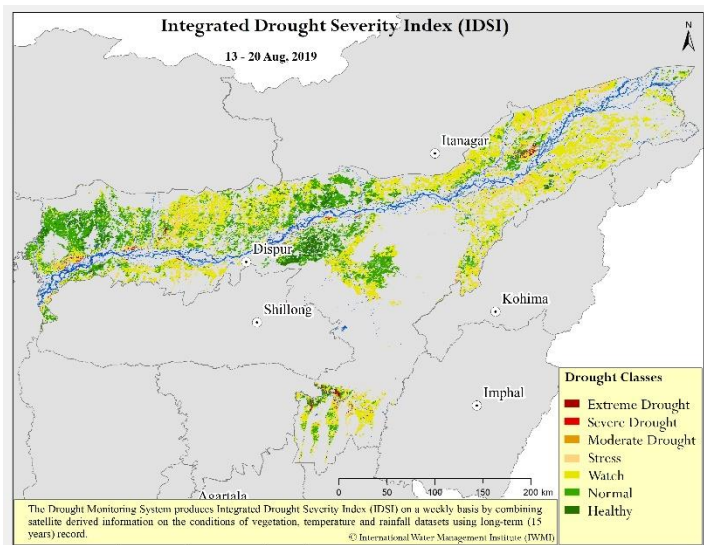 Integrated Drought Severity Index (IDSI)
13 - 20 Aug, 2019
N
Itanagar
Dispur
Shillong
Kohima
Imphal
Agartala
Drought Classes
Extreme Drought
Severe Drought
Moderate Drought
Stress
Watch
Normal
Healthy
0 50 100 150 200 km
The Drought Monitoring System produces Integrated Drought Severity Index (IDSI) on a weekly basis by combining
satellite derived information on the conditions of vegetation, temperature and rainfall datasets using long-term (15
years) record.
© International Water Management Institute (IWMI)